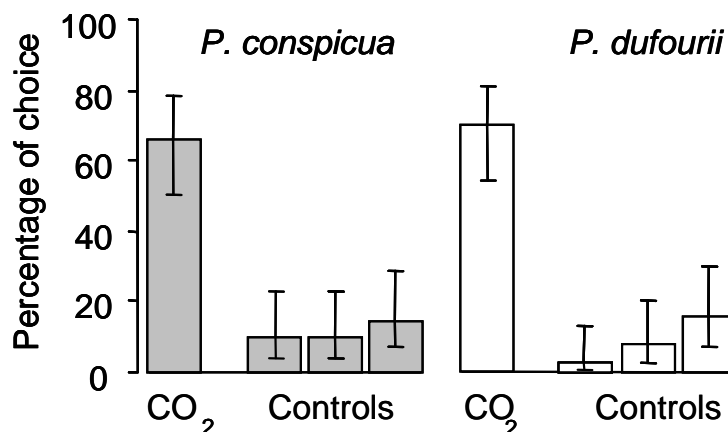 Percentage of choice
100
80
60
40
20
0
P. conspicua
P. dufourii
CO2
Controls
CO2
Controls